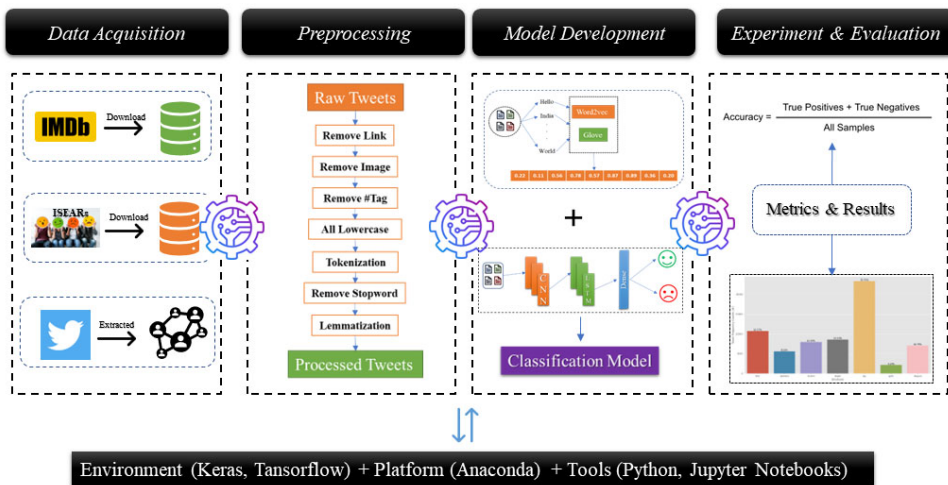 Data Acquisition
Preprocessing
Model Development
Experiment & Evaluation
IMDb
Download
ISEARs
Download
Extracted
Raw Tweets
Remove Link
Remove Image
Remove #Tag
All Lowercase
Tokenization
Remove Stopword
Lemmatization
Processed Tweets
Hello
India
World
Word2vec
Glove
+
CNN
Dense
Classification Model
Accuracy = True Positives + True Negatives
All Samples
Metrics & Results
Environment (Keras, Tansorflow) + Platform (Anaconda) + Tools (Python, Jupyter Notebooks)